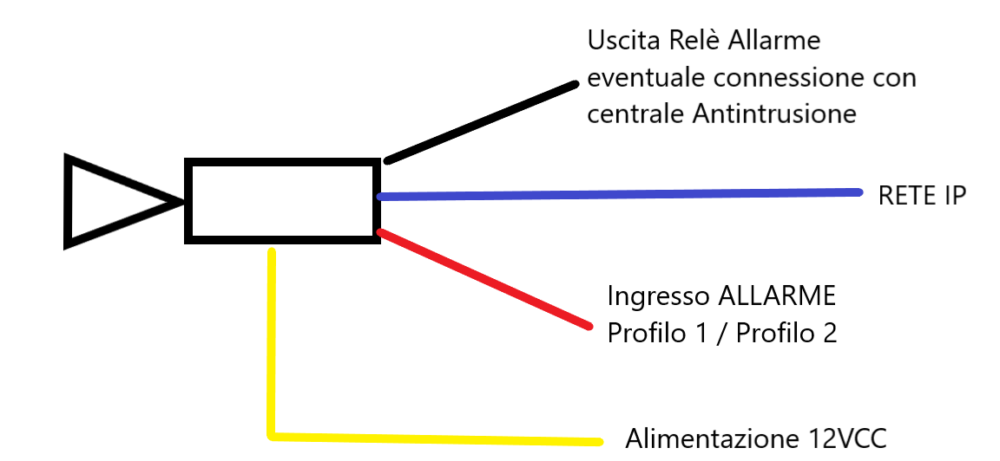 Uscita Relè Allarme
eventuale connessione con
centrale Antintrusione
RETE IP
Ingresso ALLARME
Profilo 1 / Profilo 2
Alimentazione 12VCC